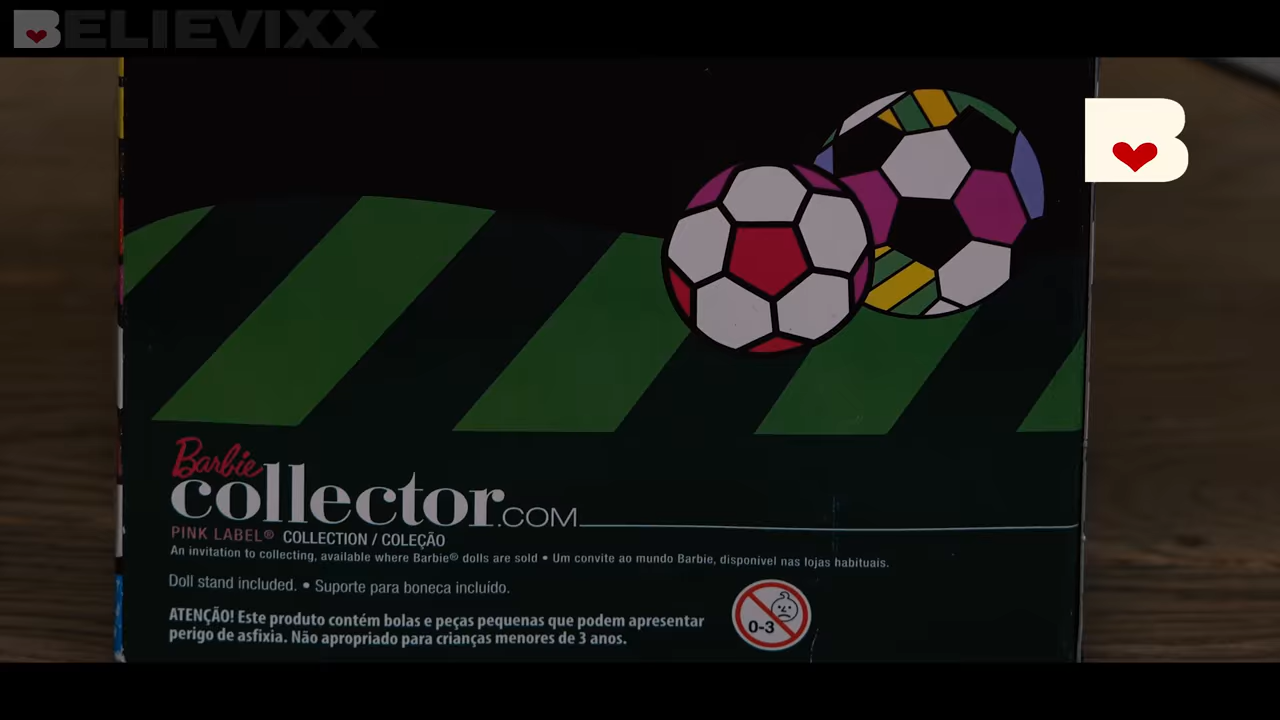 BELIEVIXX
B
Barbie
collector.COM
PINK LABEL® COLLECTION / COLEÇÃO
An invitation to collecting, available where Barbie® dolls are sold • Um convite ao mundo Barbie, disponível nas lojas habituais.
Doll stand included. • Suporte para boneca incluído.
ATENÇÃO! Este produto contém bolas e peças pequenas que podem apresentar
perigo de asfixia. Não apropriado para crianças menores de 3 anos.
0-3